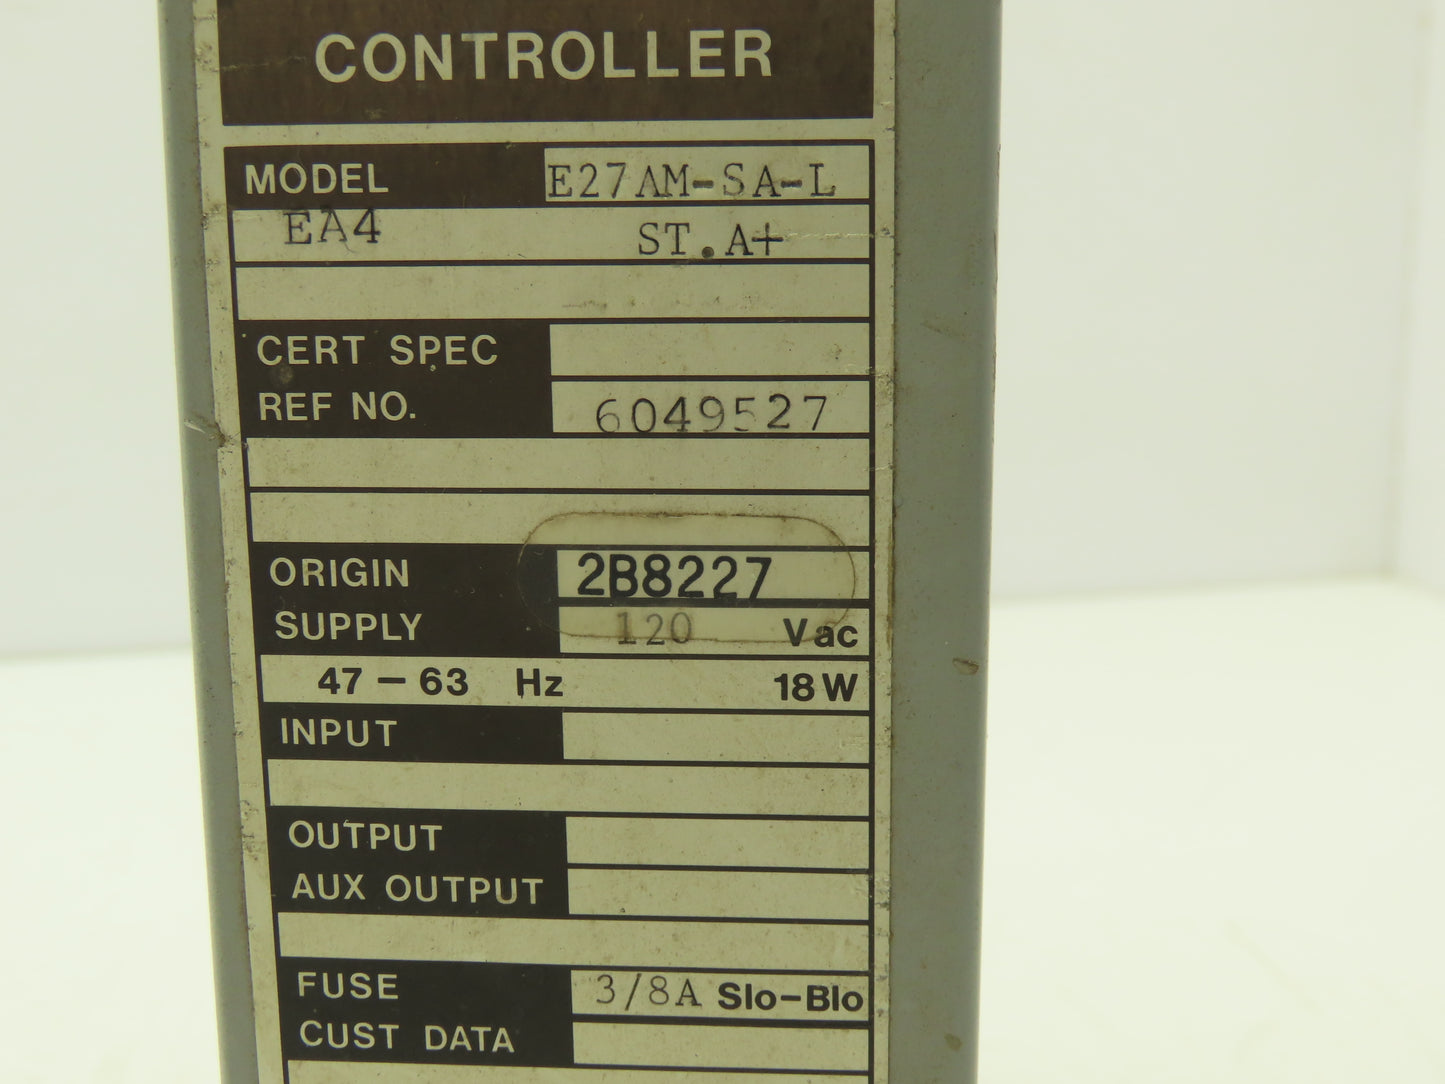 CONTROLLER
MODEL E27AM-SA-L
EA4 ST.A+
CERT SPEC
REF NO. 6049527
ORIGIN 2B8227
SUPPLY 120 Vac
47 – 63 Hz 18 W
INPUT
OUTPUT
AUX OUTPUT
FUSE 3/8A Slo-Blo
CUST DATA